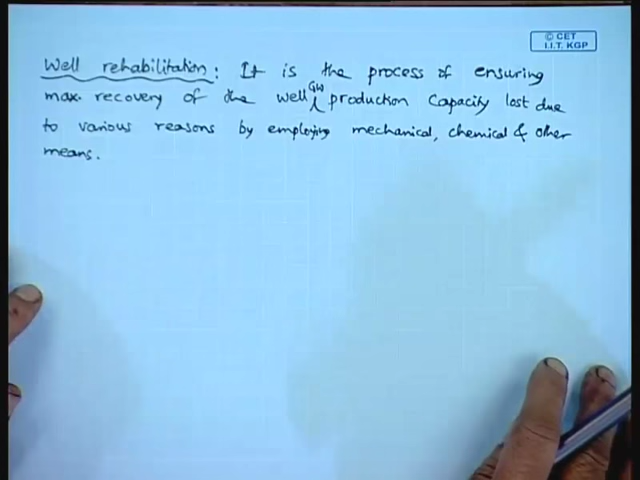 © CET
I.I.T. KGP
Well rehabilitation: It is the process of ensuring
max. recovery of the well GW production capacity lost due
to various reasons by employing mechanical, chemical & other
means.